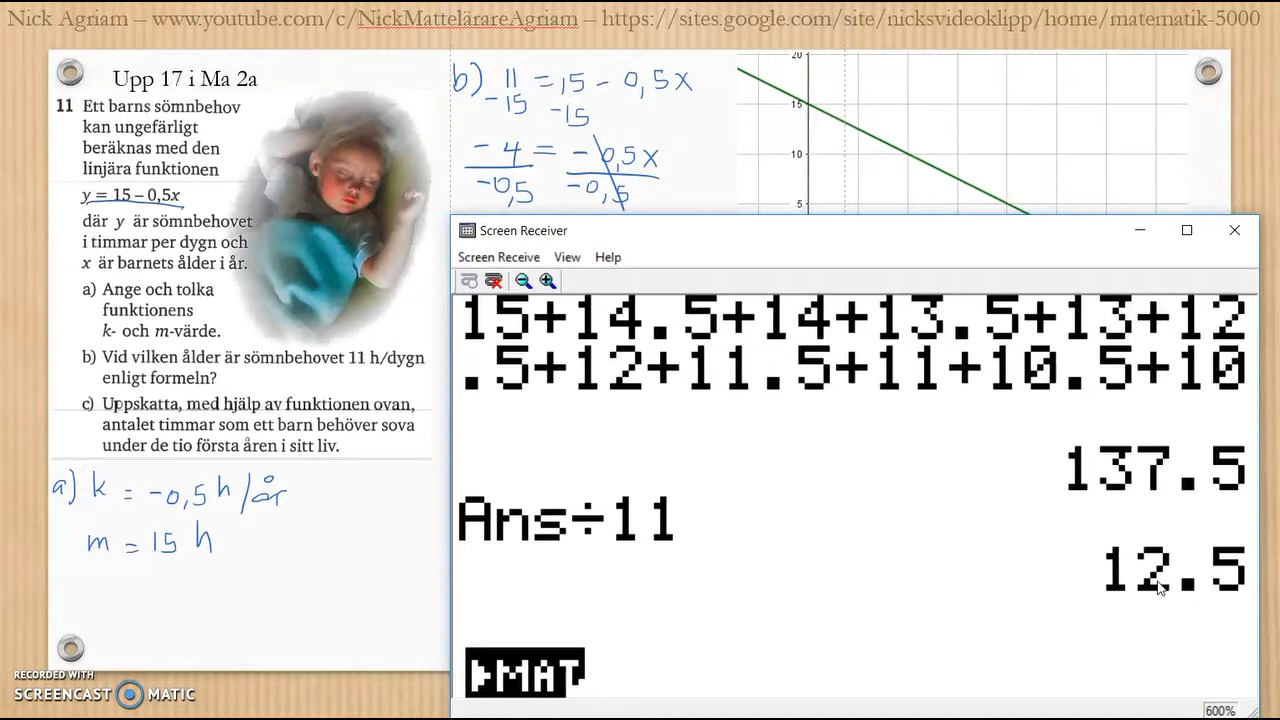 Nick Agriam – www.youtube.com/c/NickMattelärareAgriam – https://sites.google.com/site/nicksvideoklipp/home/matematik-5000
Upp 17 i Ma 2a
11 Ett barns sömnbehov
kan ungefärligt
beräknas med den
linjära funktionen
y = 15 – 0,5x
där y är sömnbehovet
i timmar per dygn och
x är barnets ålder i år.
a) Ange och tolka
funktionens
k- och m-värde.
b) Vid vilken ålder är sömnbehovet 11 h/dygn
enligt formeln?
c) Uppskatta, med hjälp av funktionen ovan,
antalet timmar som ett barn behöver sova
under de tio första åren i sitt liv.
a) k = -0,5 h/år
m = 15 h
b) 11 = 15 - 0,5x
-15 -15
-4 = -0,5x
-0,5 -0,5
20
15
10
5
Screen Receiver
Screen Receive View Help
15+14.5+14+13.5+13+12
.5+12+11.5+11+10.5+10
137.5
Ans÷11
12.5
▶MAT
600%
RECORDED WITH
SCREENCAST MATIC